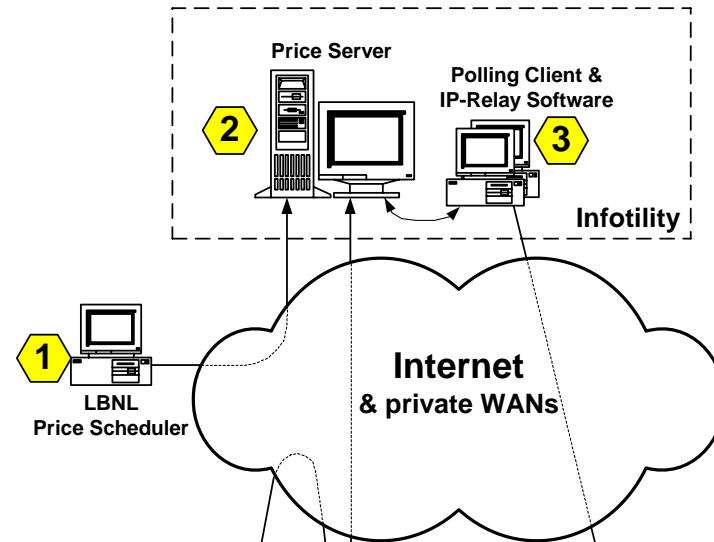 Price Server
Polling Client &
IP-Relay Software
2
3
Infotility
1
LBNL
Price Scheduler
Internet
& private WANs